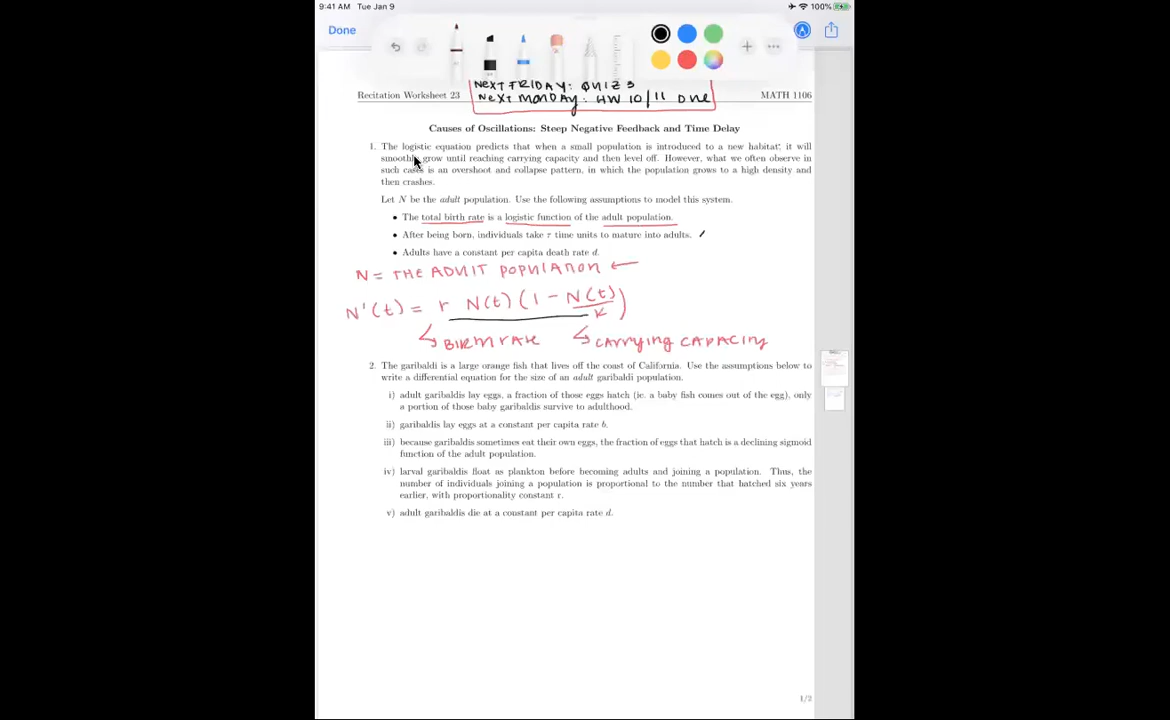 9:41 AM Tue Jan 9
100%
Done
NEXT FRIDAY: QUIZ 3
Recitation Worksheet 23
NEXT MONDAY: HW 10/11 DUE
MATH 1106
Causes of Oscillations: Steep Negative Feedback and Time Delay
1. The logistic equation predicts that when a small population is introduced to a new habitat, it will
smoothly grow until reaching carrying capacity and then level off. However, what we often observe in
such cases is an overshoot and collapse pattern, in which the population grows to a high density and
then crashes.
Let N be the adult population. Use the following assumptions to model this system.
• The total birth rate is a logistic function of the adult population.
• After being born, individuals take τ time units to mature into adults.
• Adults have a constant per capita death rate d.
N = THE ADULT POPULATION ←
N'(t) = r N(t) (1 - N(t)/K)
↳ BIRTH RATE ↳ CARRYING CAPACITY
2. The garibaldi is a large orange fish that lives off the coast of California. Use the assumptions below to
write a differential equation for the size of an adult garibaldi population.
i) adult garibaldis lay eggs, a fraction of those eggs hatch (ie. a baby fish comes out of the egg), only
a portion of those baby garibaldis survive to adulthood.
ii) garibaldis lay eggs at a constant per capita rate b.
iii) because garibaldis sometimes eat their own eggs, the fraction of eggs that hatch is a declining sigmoid
function of the adult population.
iv) larval garibaldis float as plankton before becoming adults and joining a population. Thus, the
number of individuals joining a population is proportional to the number that hatched six years
earlier, with proportionality constant r.
v) adult garibaldis die at a constant per capita rate d.
1/2